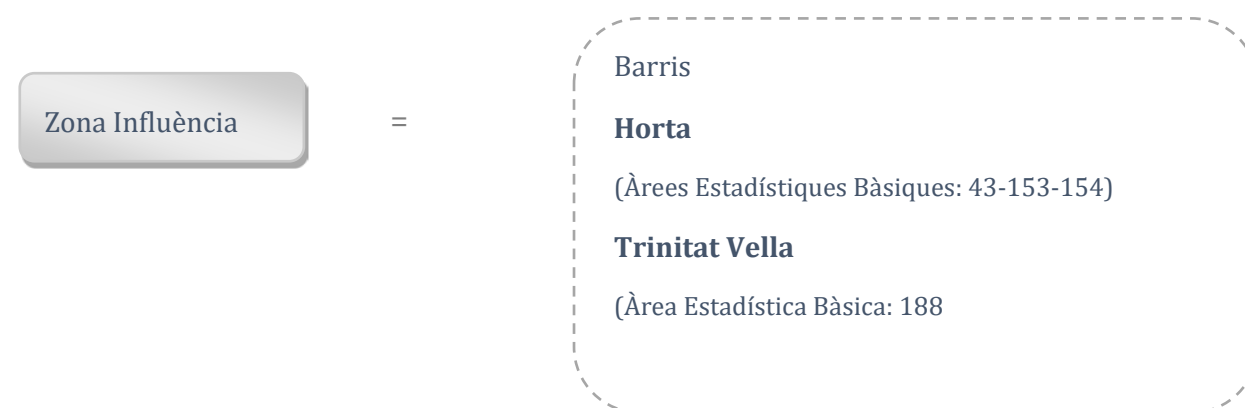 Zona Influència
=
Barris
Horta
(Àrees Estadístiques Bàsiques: 43-153-154)
Trinitat Vella
(Àrea Estadística Bàsica: 188